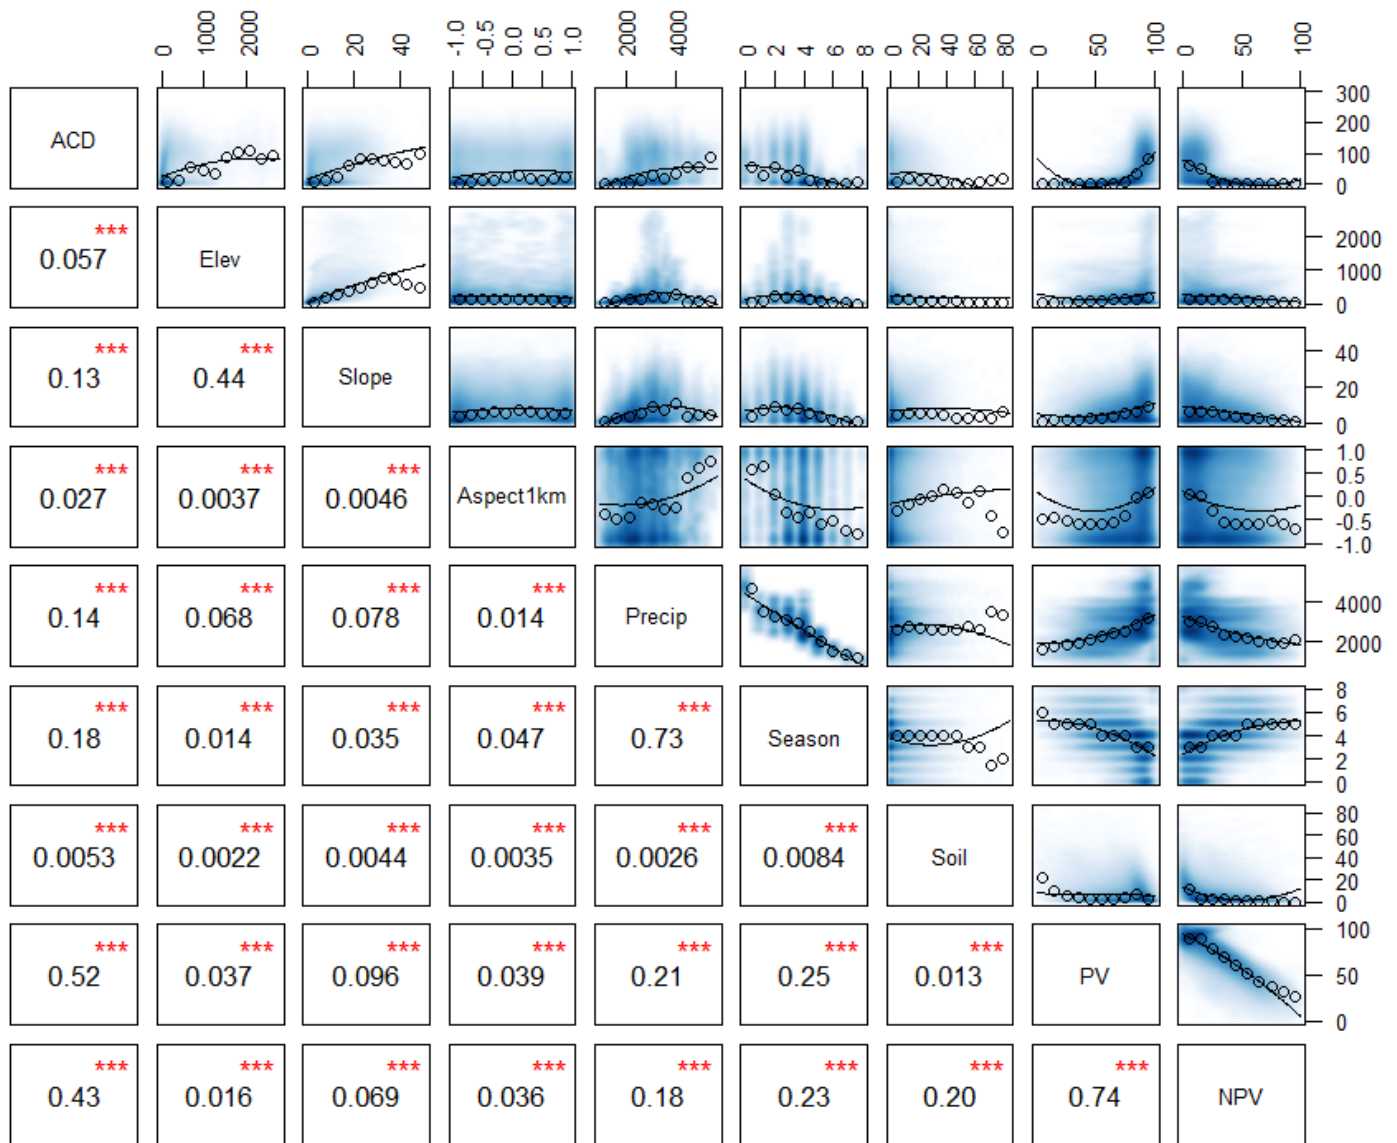 0 1000 2000 0 20 40 -1.0 -0.5 0.0 0.5 1.0 2000 4000 0 2 4 6 8 0 20 40 60 80 0 50 100 0 50 100
ACD 300 200 100 0
*** 
0.057 Elev 2000 1000 0
*** ***
0.13 0.44 Slope 40 20 0
*** *** ***
0.027 0.0037 0.0046 Aspect1km 1.0 0.5 0.0 -0.5 -1.0
*** *** *** ***
0.14 0.068 0.078 0.014 Precip 4000 2000
*** *** *** *** ***
0.18 0.014 0.035 0.047 0.73 Season 8 6 4 2 0
*** *** *** *** *** ***
0.0053 0.0022 0.0044 0.0035 0.0026 0.0084 Soil 80 60 40 20 0
*** *** *** *** *** *** ***
0.52 0.037 0.096 0.039 0.21 0.25 0.013 PV 100 50 0
*** *** *** *** *** *** *** ***
0.43 0.016 0.069 0.036 0.18 0.23 0.20 0.74 NPV